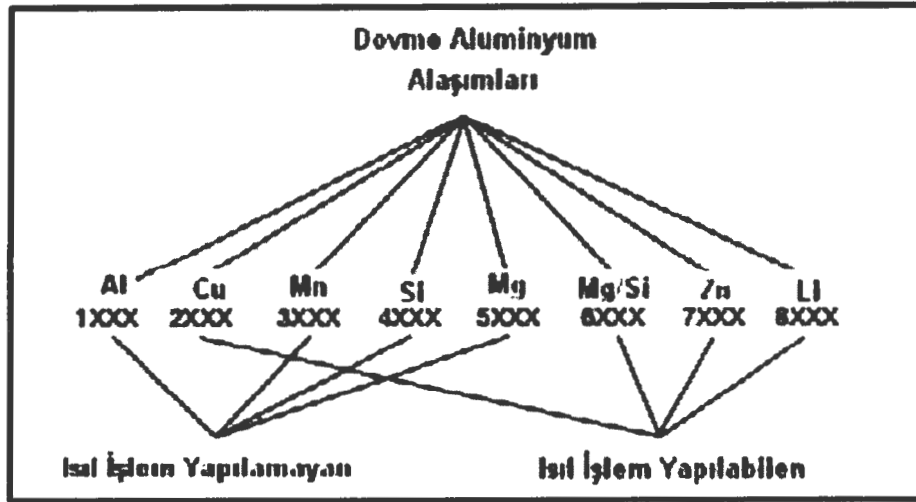 Dovme Aluminyum
Alaşımları
Al Cu Mn Si Mg Mg/Si Zn Li
1XXX 2XXX 3XXX 4XXX 5XXX 6XXX 7XXX 8XXX
Isıl İşlem Yapılamayan Isıl İşlem Yapılabilen